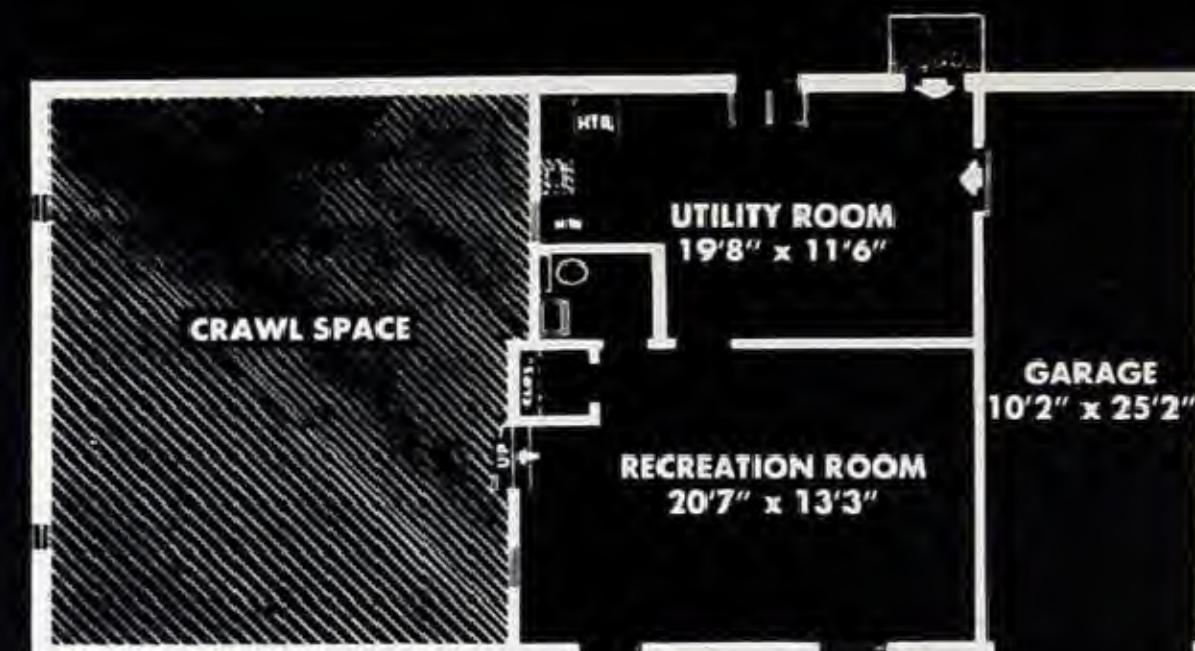 HTR.
UTILITY ROOM
19'8" x 11'6"
CRAWL SPACE
CLOS.
GARAGE
10'2" x 25'2"
UP
RECREATION ROOM
20'7" x 13'3"